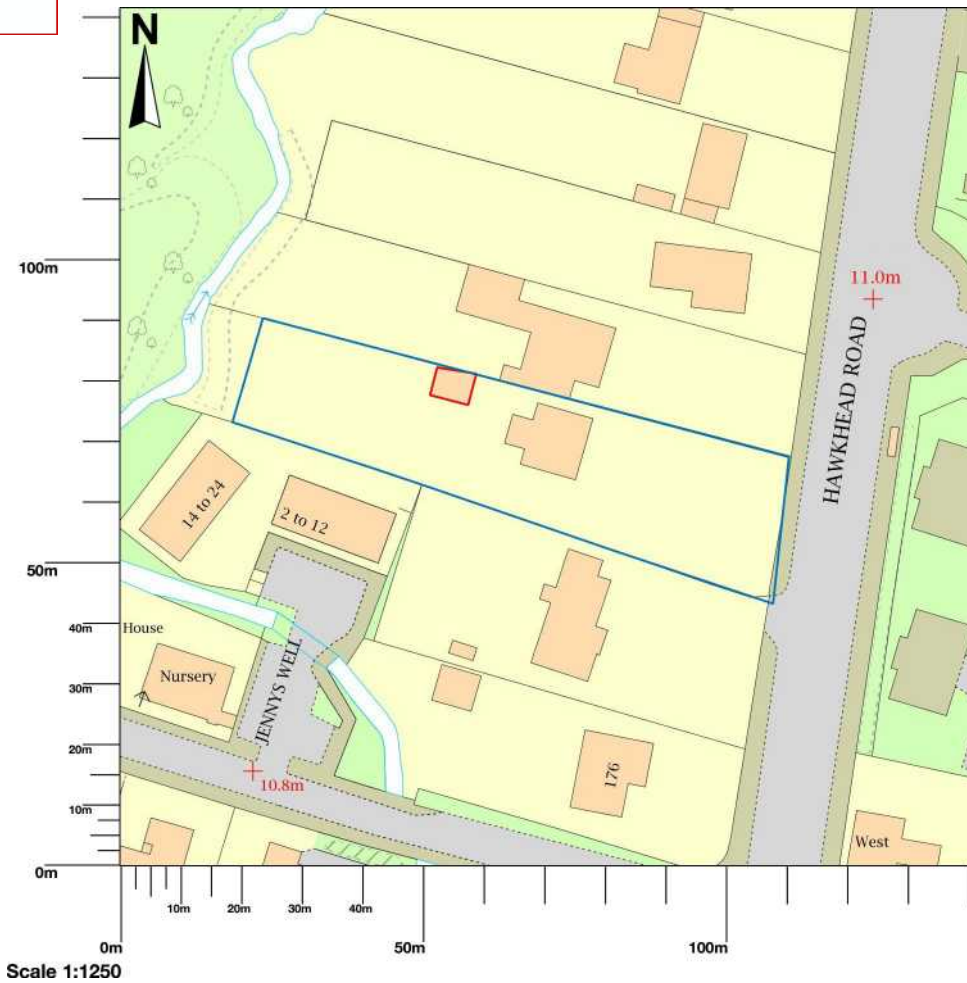 N
11.0m
HAWKHEAD ROAD
100m
14 to 24
2 to 12
50m
40m
House
Nursery
30m
JENNYS WELL
20m
10.8m
176
10m
West
0m
10m
20m
30m
40m
0m
50m
100m
Scale 1:1250